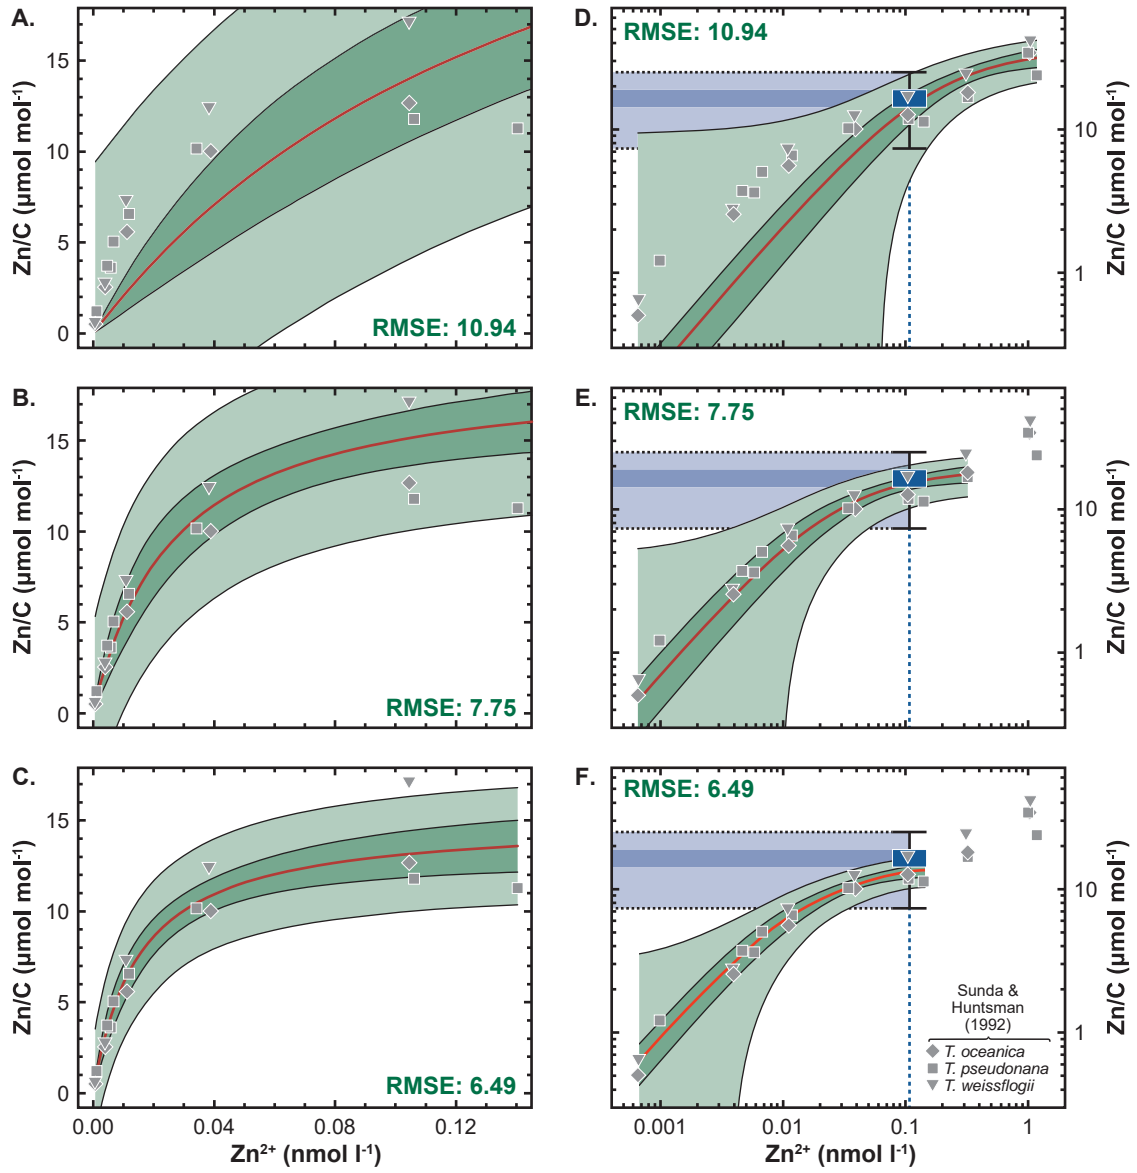 A.
Zn/C (µmol mol⁻¹)
15
10
5
0
RMSE: 10.94
D.
RMSE: 10.94
10
1
Zn/C (µmol mol⁻¹)
B.
Zn/C (µmol mol⁻¹)
15
10
5
0
RMSE: 7.75
E.
RMSE: 7.75
10
1
Zn/C (µmol mol⁻¹)
C.
Zn/C (µmol mol⁻¹)
15
10
5
0
RMSE: 6.49
0.00 0.04 0.08 0.12
Zn²⁺ (nmol l⁻¹)
F.
RMSE: 6.49
10
1
Zn/C (µmol mol⁻¹)
Sunda &
Huntsman
(1992)
T. oceanica
T. pseudonana
T. weissflogii
0.001 0.01 0.1 1
Zn²⁺ (nmol l⁻¹)